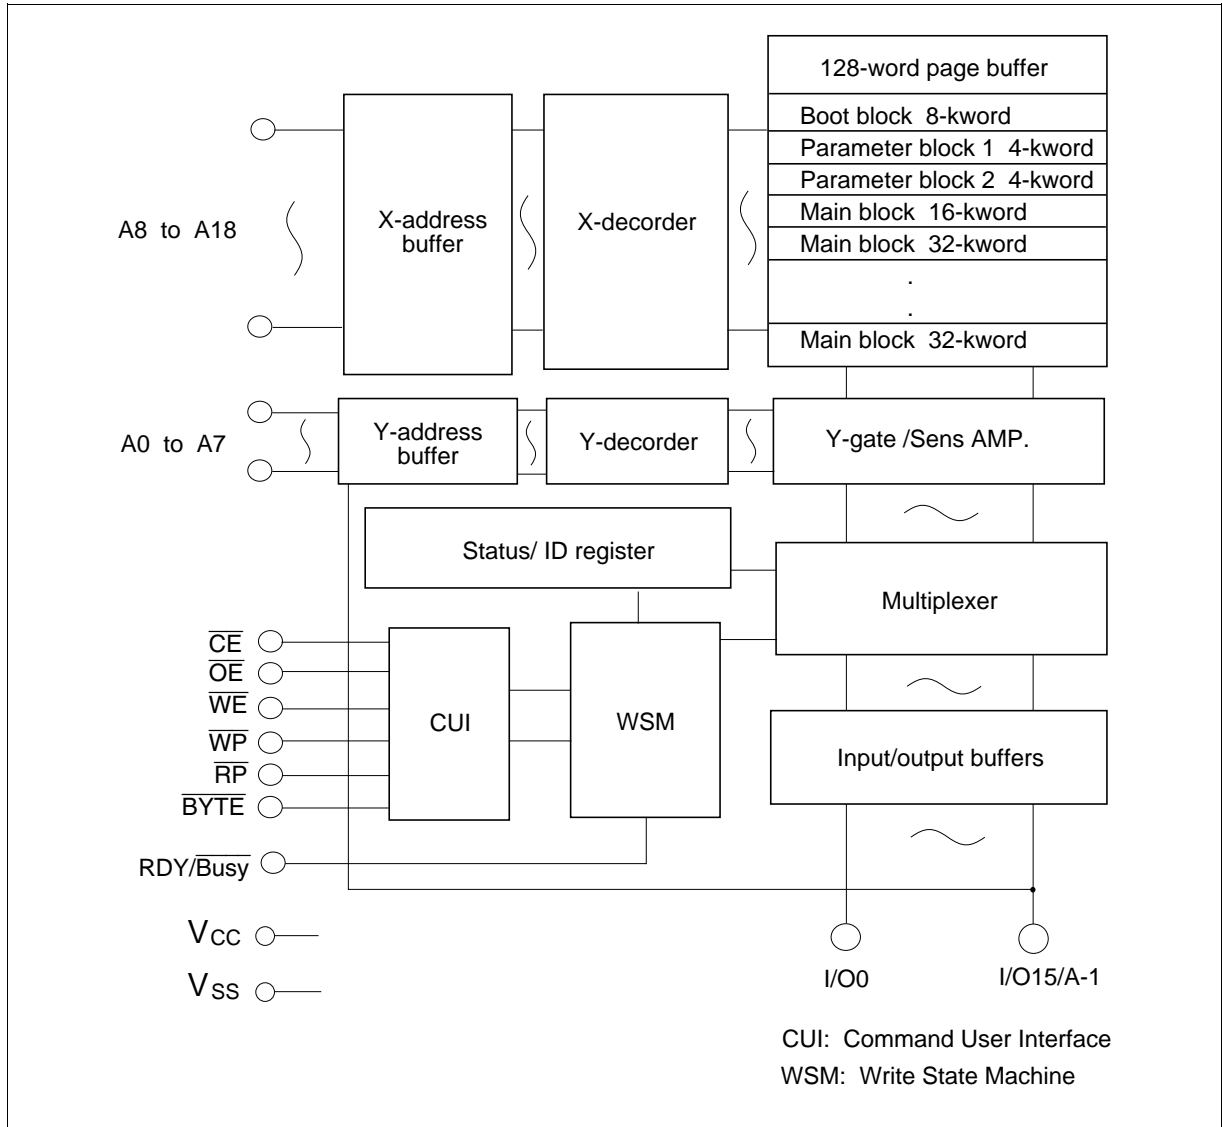 128-word page buffer
Boot block 8-kword
Parameter block 1 4-kword
Parameter block 2 4-kword
Main block 16-kword
Main block 32-kword
.
.
Main block 32-kword
A8 to A18
X-address
buffer
X-decorder
A0 to A7
Y-address
buffer
Y-decorder
Y-gate /Sens AMP.
Status/ ID register
Multiplexer
CE
OE
WE
WP
RP
BYTE
CUI
WSM
Input/output buffers
RDY/Busy
VCC
VSS
I/O0
I/O15/A-1
CUI: Command User Interface
WSM: Write State Machine